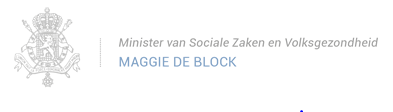 Minister van Sociale Zaken en Volksgezondheid
MAGGIE DE BLOCK